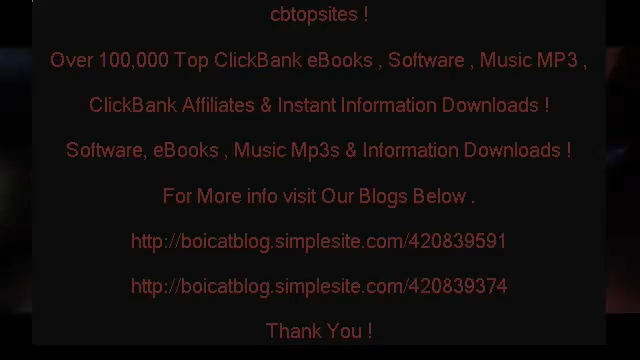 cbtopsites !
Over 100,000 Top ClickBank eBooks , Software , Music MP3 ,
ClickBank Affiliates & Instant Information Downloads !
Software, eBooks , Music Mp3s & Information Downloads !
For More info visit Our Blogs Below .
http://boicatblog.simplesite.com/420839591
http://boicatblog.simplesite.com/420839374
Thank You !